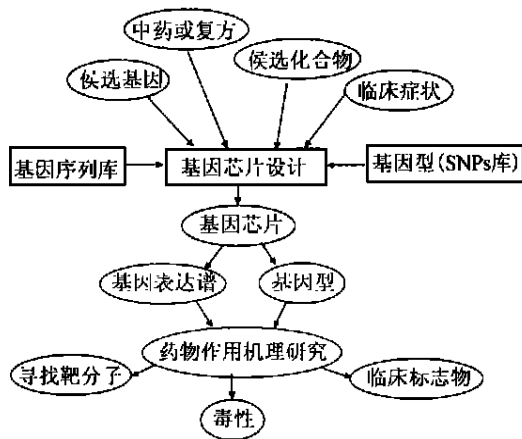 中药或复方
侯选化合物
侯选基因
临床症状
基因序列库
基因芯片设计
基因型(SNPs库)
基因芯片
基因表达谱
基因型
药物作用机理研究
寻找靶分子
临床标志物
毒性